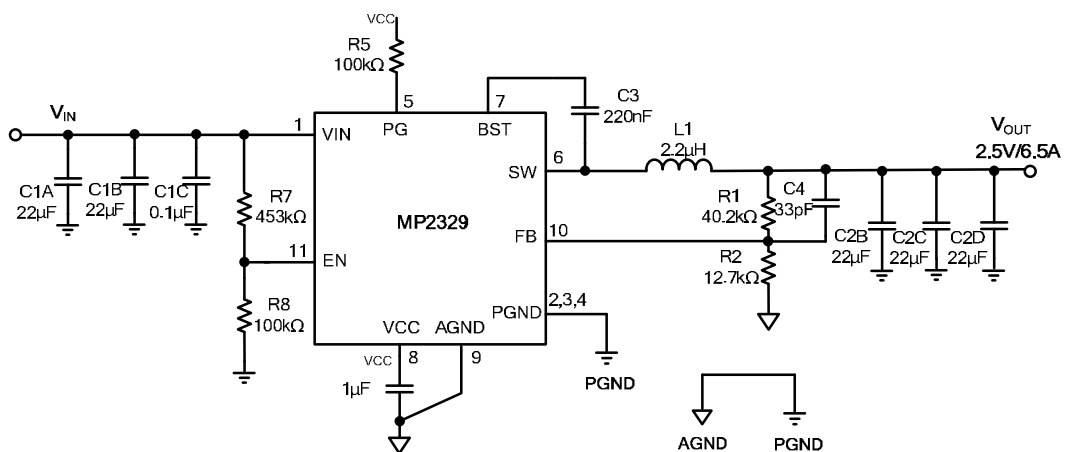 VCC
R5
100kΩ
5
7
C3
220nF
VIN
1
VIN
PG
BST
L1
2.2μH
VOUT
2.5V/6.5A
6
SW
C1A
22μF
C1B
22μF
C1C
0.1μF
R7
453kΩ
MP2329
R1
40.2kΩ
C4
33pF
FB
10
C2B
22μF
C2C
22μF
C2D
22μF
11
EN
R2
12.7kΩ
R8
100kΩ
PGND
2,3,4
VCC
AGND
VCC
8
9
1μF
PGND
AGND
PGND